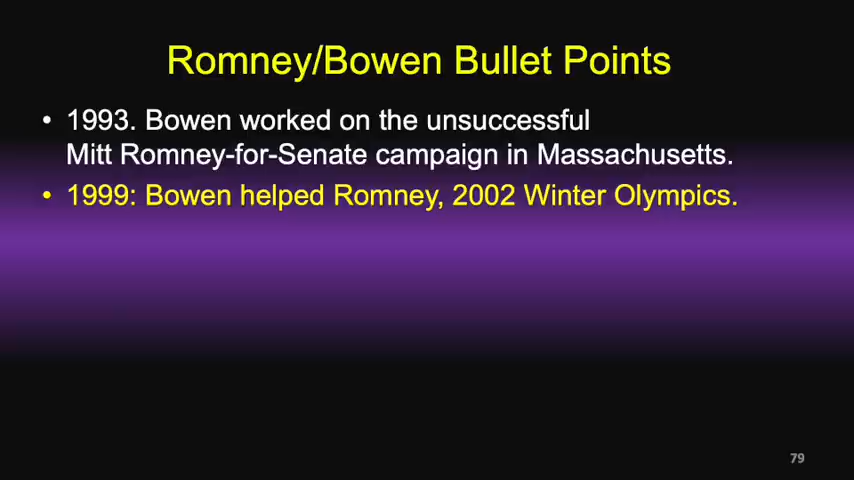 Romney/Bowen Bullet Points
• 1993. Bowen worked on the unsuccessful
Mitt Romney-for-Senate campaign in Massachusetts.
• 1999: Bowen helped Romney, 2002 Winter Olympics.
79